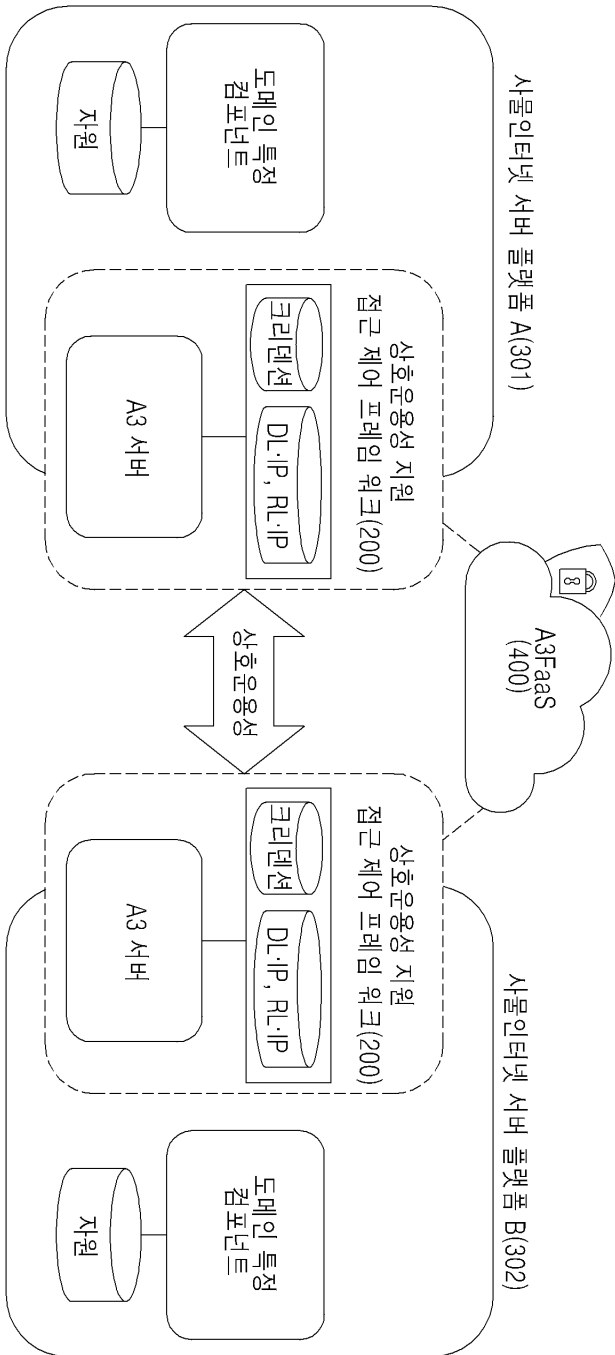 사물인터넷 서버 플랫폼 A(301)
도메인 특정
컴포넌트
자원
상호운용성 지원
접근 제어 프레임 워크(200)
크리덴션
DL·IP, RL·IP
A3 서버
A3FaaS
(400)
상호운용성
사물인터넷 서버 플랫폼 B(302)
상호운용성 지원
접근 제어 프레임 워크(200)
크리덴션
DL·IP, RL·IP
A3 서버
도메인 특정
컴포넌트
자원